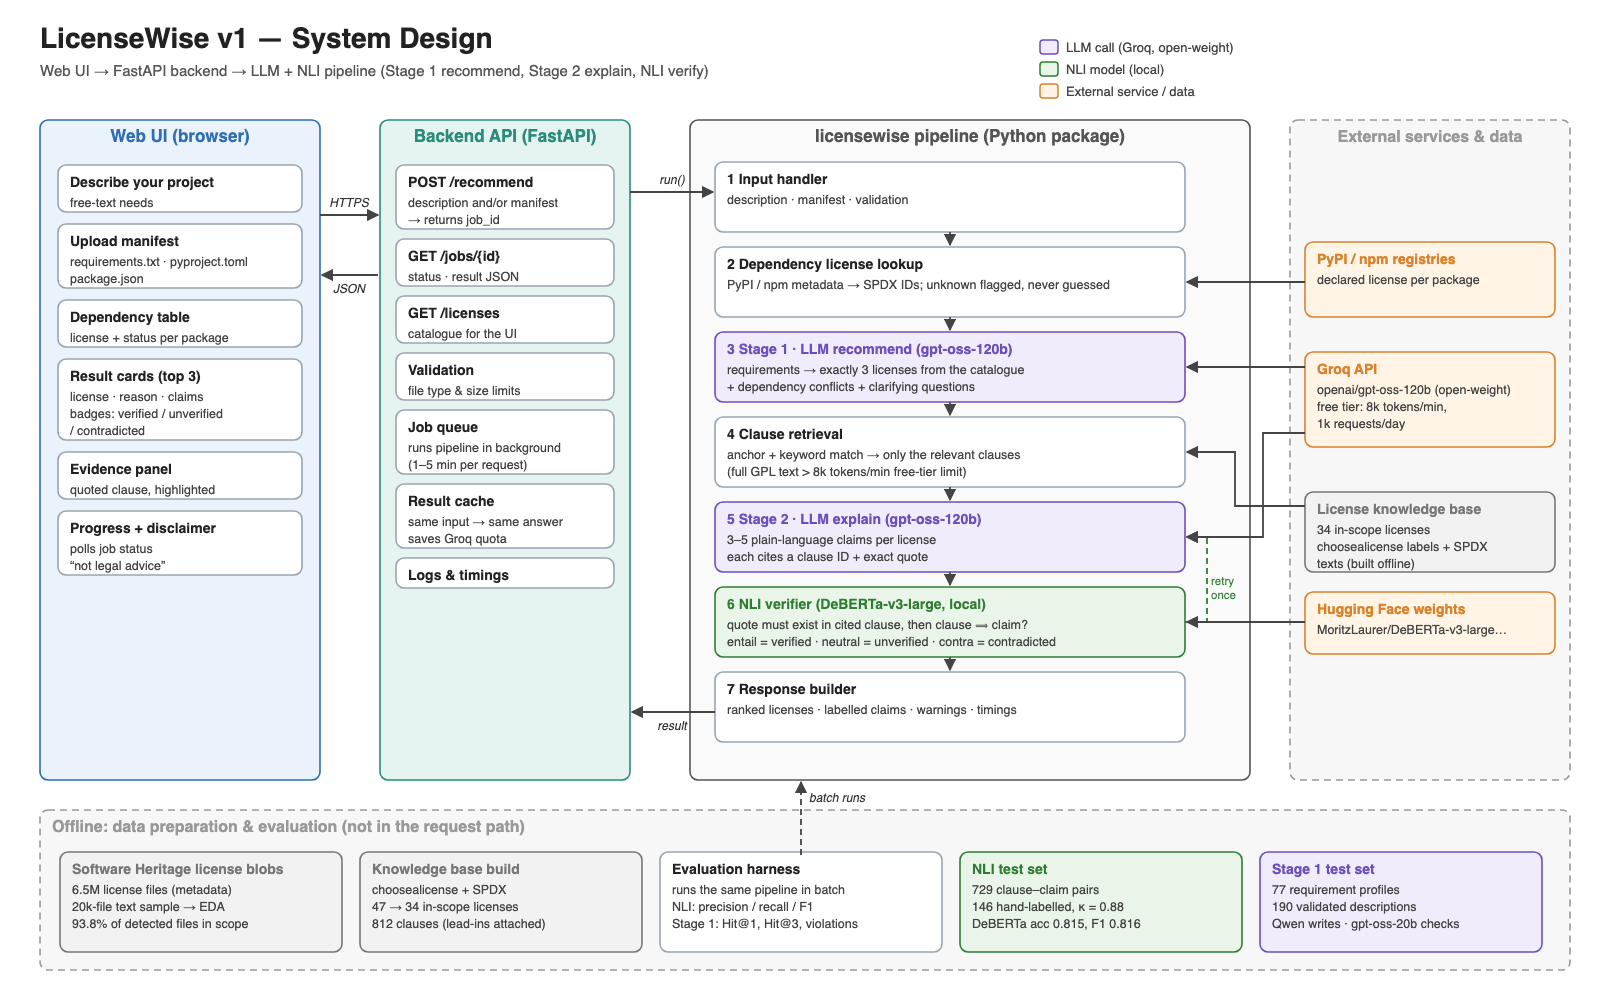 LicenseWise v1 — System Design
Web UI → FastAPI backend → LLM + NLI pipeline (Stage 1 recommend, Stage 2 explain, NLI verify)
LLM call (Groq, open-weight)
NLI model (local)
External service / data
Web UI (browser)
Describe your project
free-text needs
Upload manifest
requirements.txt · pyproject.toml
package.json
Dependency table
license + status per package
Result cards (top 3)
license · reason · claims
badges: verified / unverified
/ contradicted
Evidence panel
quoted clause, highlighted
Progress + disclaimer
polls job status
“not legal advice”
HTTPS
JSON
Backend API (FastAPI)
POST /recommend
description and/or manifest
→ returns job_id
GET /jobs/{id}
status · result JSON
GET /licenses
catalogue for the UI
Validation
file type & size limits
Job queue
runs pipeline in background
(1–5 min per request)
Result cache
same input → same answer
saves Groq quota
Logs & timings
run()
result
licensewise pipeline (Python package)
1 Input handler
description · manifest · validation
2 Dependency license lookup
PyPI / npm metadata → SPDX IDs; unknown flagged, never guessed
3 Stage 1 · LLM recommend (gpt-oss-120b)
requirements → exactly 3 licenses from the catalogue
+ dependency conflicts + clarifying questions
4 Clause retrieval
anchor + keyword match → only the relevant clauses
(full GPL text > 8k tokens/min free-tier limit)
5 Stage 2 · LLM explain (gpt-oss-120b)
3–5 plain-language claims per license
each cites a clause ID + exact quote
6 NLI verifier (DeBERTa-v3-large, local)
quote must exist in cited clause, then clause ⟹ claim?
entail = verified · neutral = unverified · contra = contradicted
7 Response builder
ranked licenses · labelled claims · warnings · timings
retry
once
External services & data
PyPI / npm registries
declared license per package
Groq API
openai/gpt-oss-120b (open-weight)
free tier: 8k tokens/min,
1k requests/day
License knowledge base
34 in-scope licenses
choosealicense labels + SPDX
texts (built offline)
Hugging Face weights
MoritzLaurer/DeBERTa-v3-large…
batch runs
Offline: data preparation & evaluation (not in the request path)
Software Heritage license blobs
6.5M license files (metadata)
20k-file text sample → EDA
93.8% of detected files in scope
Knowledge base build
choosealicense + SPDX
47 → 34 in-scope licenses
812 clauses (lead-ins attached)
Evaluation harness
runs the same pipeline in batch
NLI: precision / recall / F1
Stage 1: Hit@1, Hit@3, violations
NLI test set
729 clause–claim pairs
146 hand-labelled, κ = 0.88
DeBERTa acc 0.815, F1 0.816
Stage 1 test set
77 requirement profiles
190 validated descriptions
Qwen writes · gpt-oss-20b checks